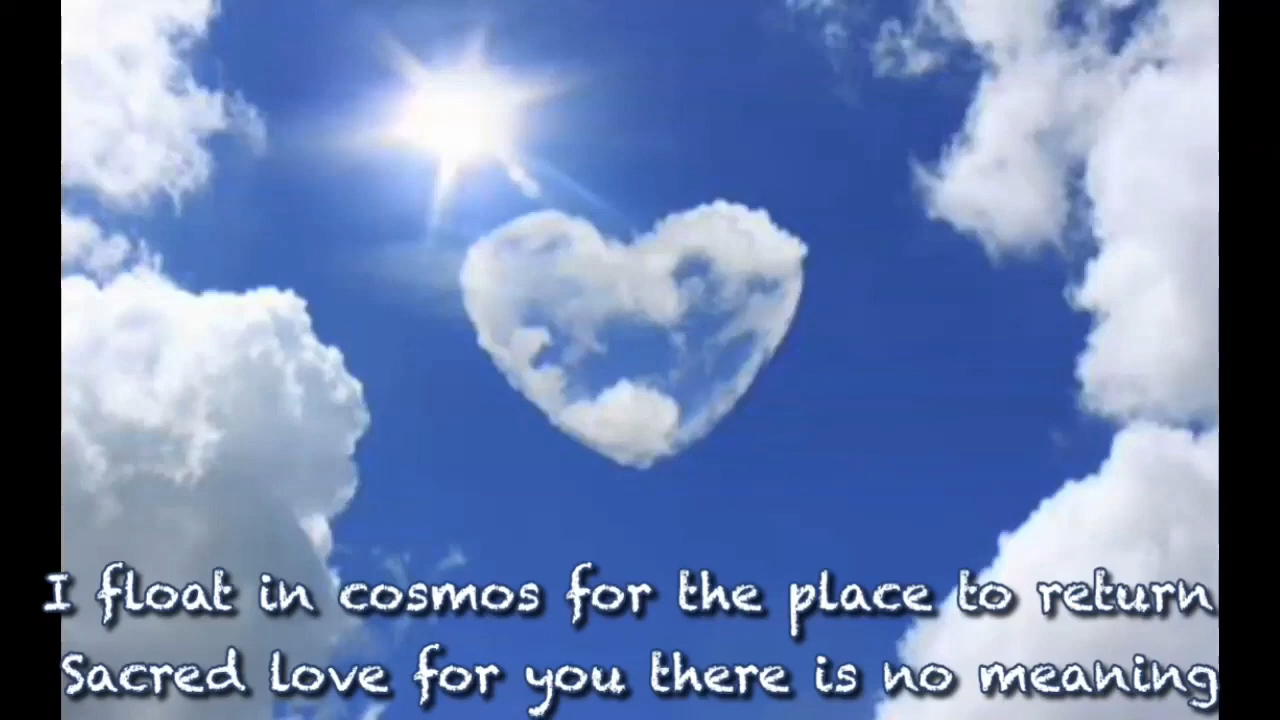 I float in cosmos for the place to return
Sacred love for you there is no meaning